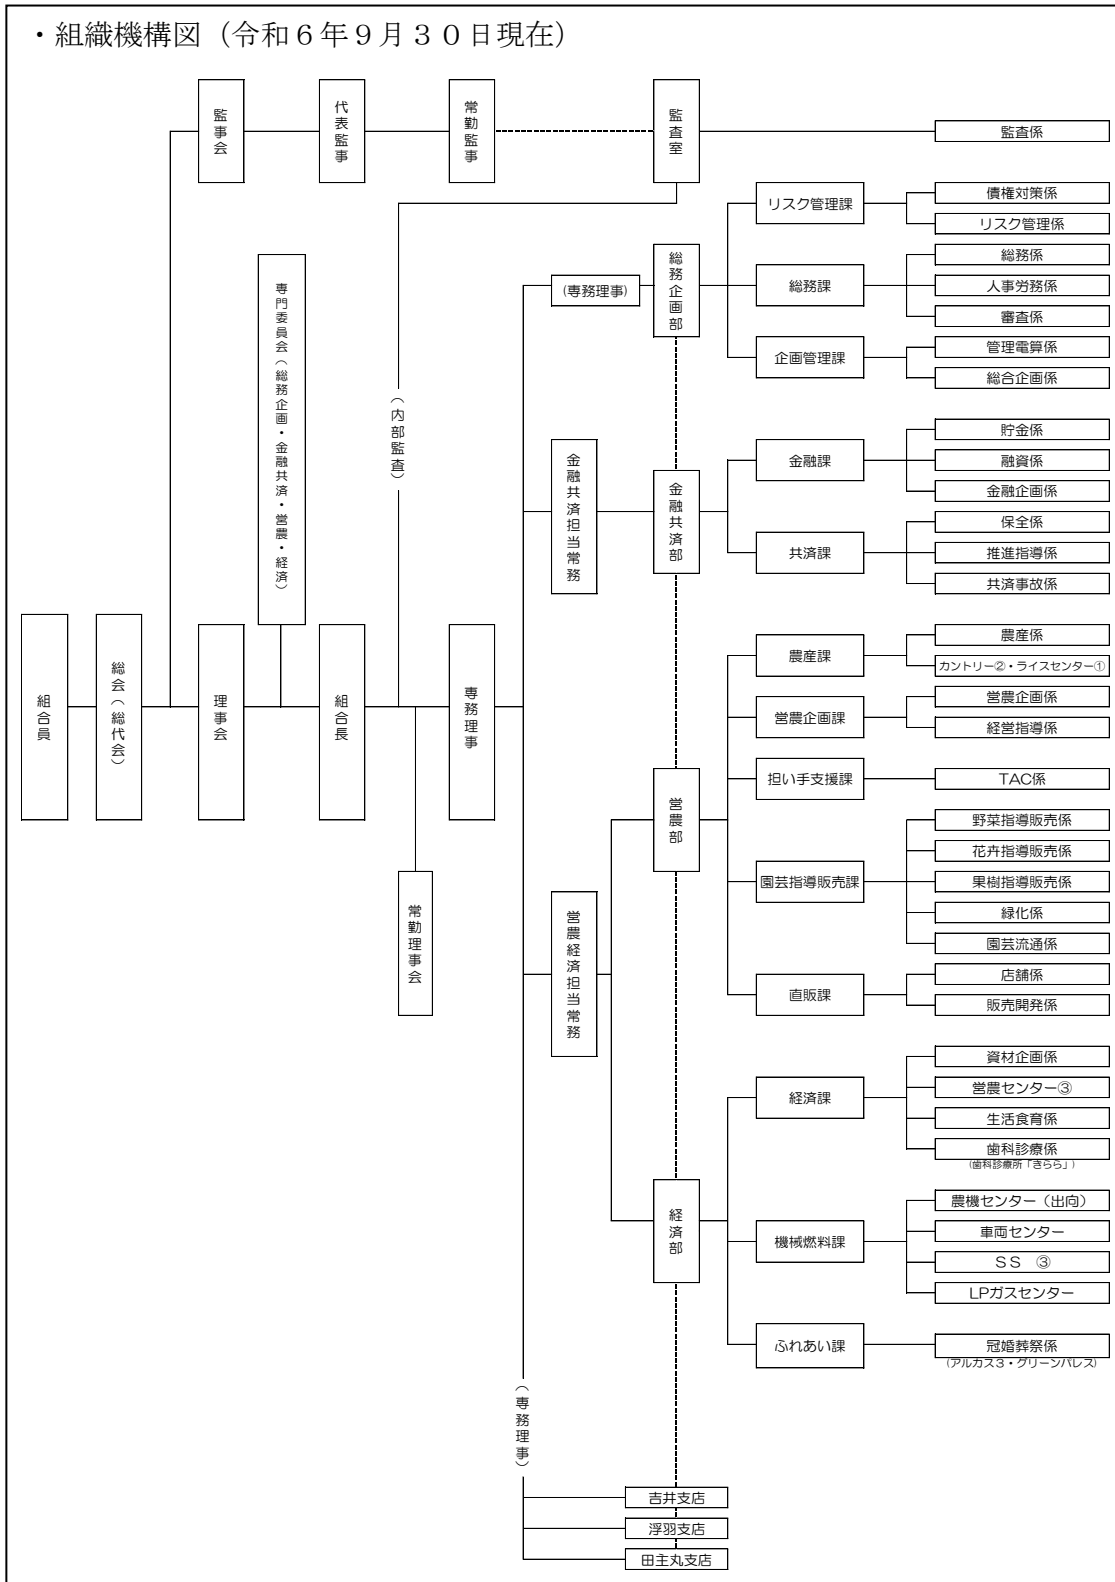 ・組織機構図（令和６年９月３０日現在）
監事会
代表監事
常勤監事
監査室
監査係
リスク管理課
債権対策係
リスク管理係
専門委員会（総務企画・金融共済・営農・経済）
（内部監査）
(専務理事)
総務企画部
総務課
総務係
人事労務係
審査係
企画管理課
管理電算係
総合企画係
金融共済担当常務
金融共済部
金融課
貯金係
融資係
金融企画係
共済課
保全係
推進指導係
共済事故係
組合員
総会（総代会）
理事会
組合長
専務理事
常勤理事会
営農経済担当常務
営農部
農産課
農産係
カントリー②・ライスセンター①
営農企画課
営農企画係
経営指導係
担い手支援課
TAC係
園芸指導販売課
野菜指導販売係
花卉指導販売係
果樹指導販売係
緑化係
園芸流通係
直販課
店舗係
販売開発係
経済部
経済課
資材企画係
営農センター③
生活食育係
歯科診療係
(歯科診療所「きらら」)
機械燃料課
農機センター（出向）
車両センター
ＳＳ　③
LPガスセンター
ふれあい課
冠婚葬祭係
(アルカス３・グリーンパレス)
（専務理事）
吉井支店
浮羽支店
田主丸支店